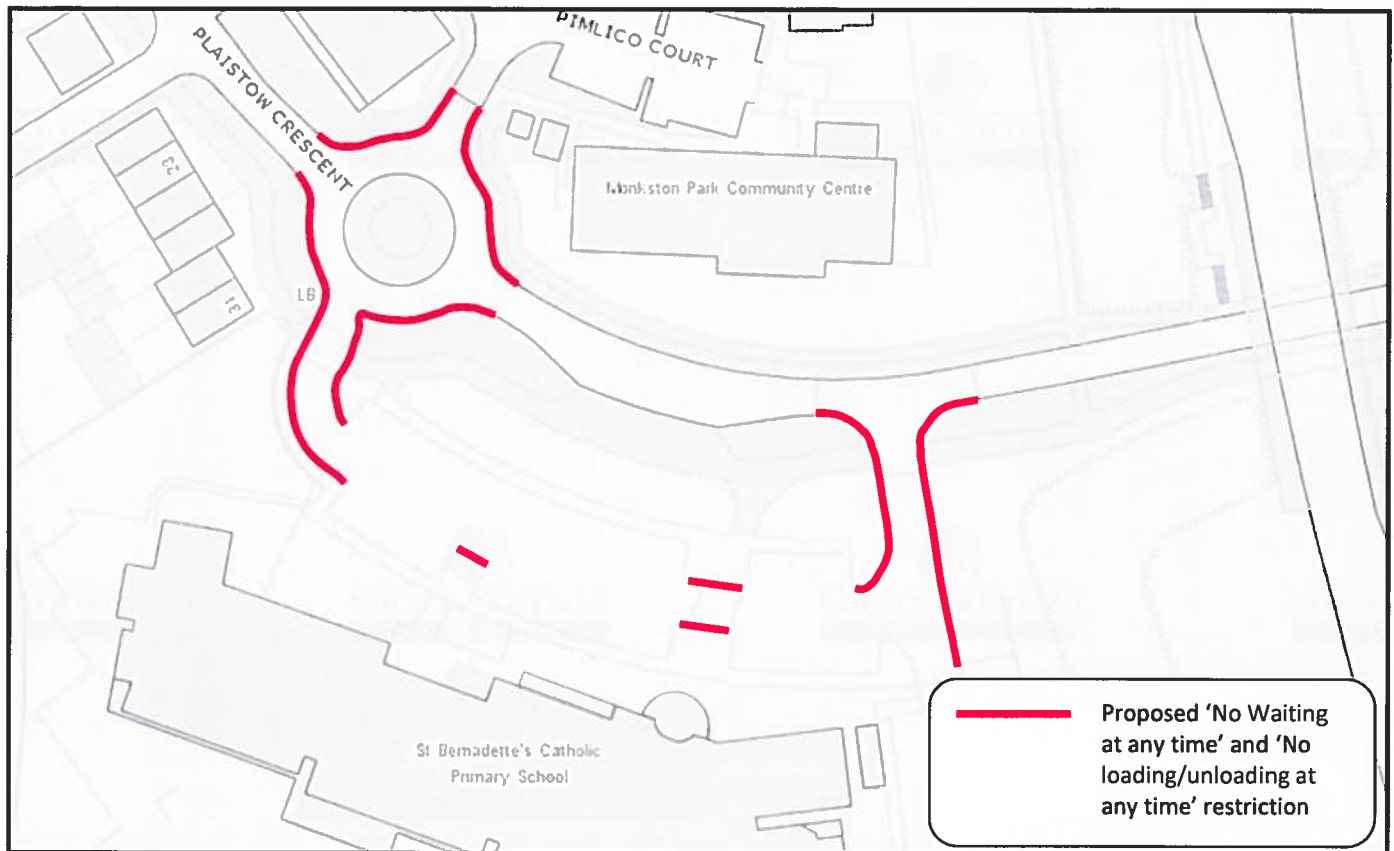 PIMLICO COURT
PLAISTOW CRESCENT
23
Monkston Park Community Centre
LB
31
St Bernadette's Catholic
Primary School
Proposed ‘No Waiting
at any time’ and ‘No
loading/unloading at
any time’ restriction